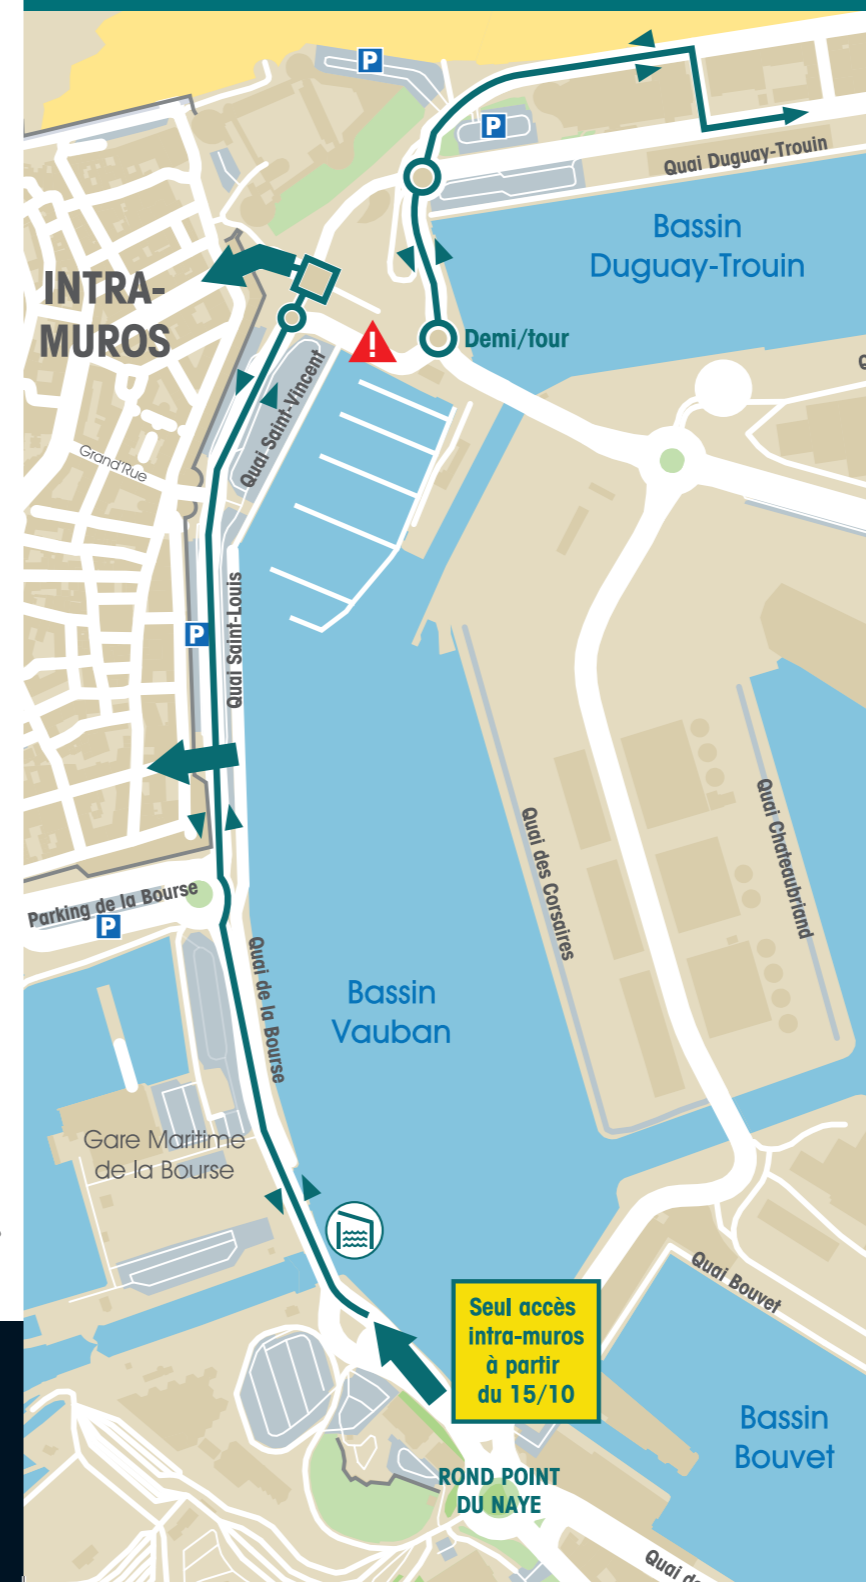 P
P
Quai Duguay-Trouin
Bassin
Duguay-Trouin
INTRA-
MUROS
!
Demi/tour
Quai Saint-Vincent
Grand'Rue
Quai Saint-Louis
P
Quai des Corsaires
Quai Chateaubriand
Parking de la Bourse
P
Quai de la Bourse
Bassin
Vauban
Gare Maritime
de la Bourse
Quai Bouvet
Seul accès
intra-muros
à partir
du 15/10
Bassin
Bouvet
ROND POINT
DU NAYE
Quai